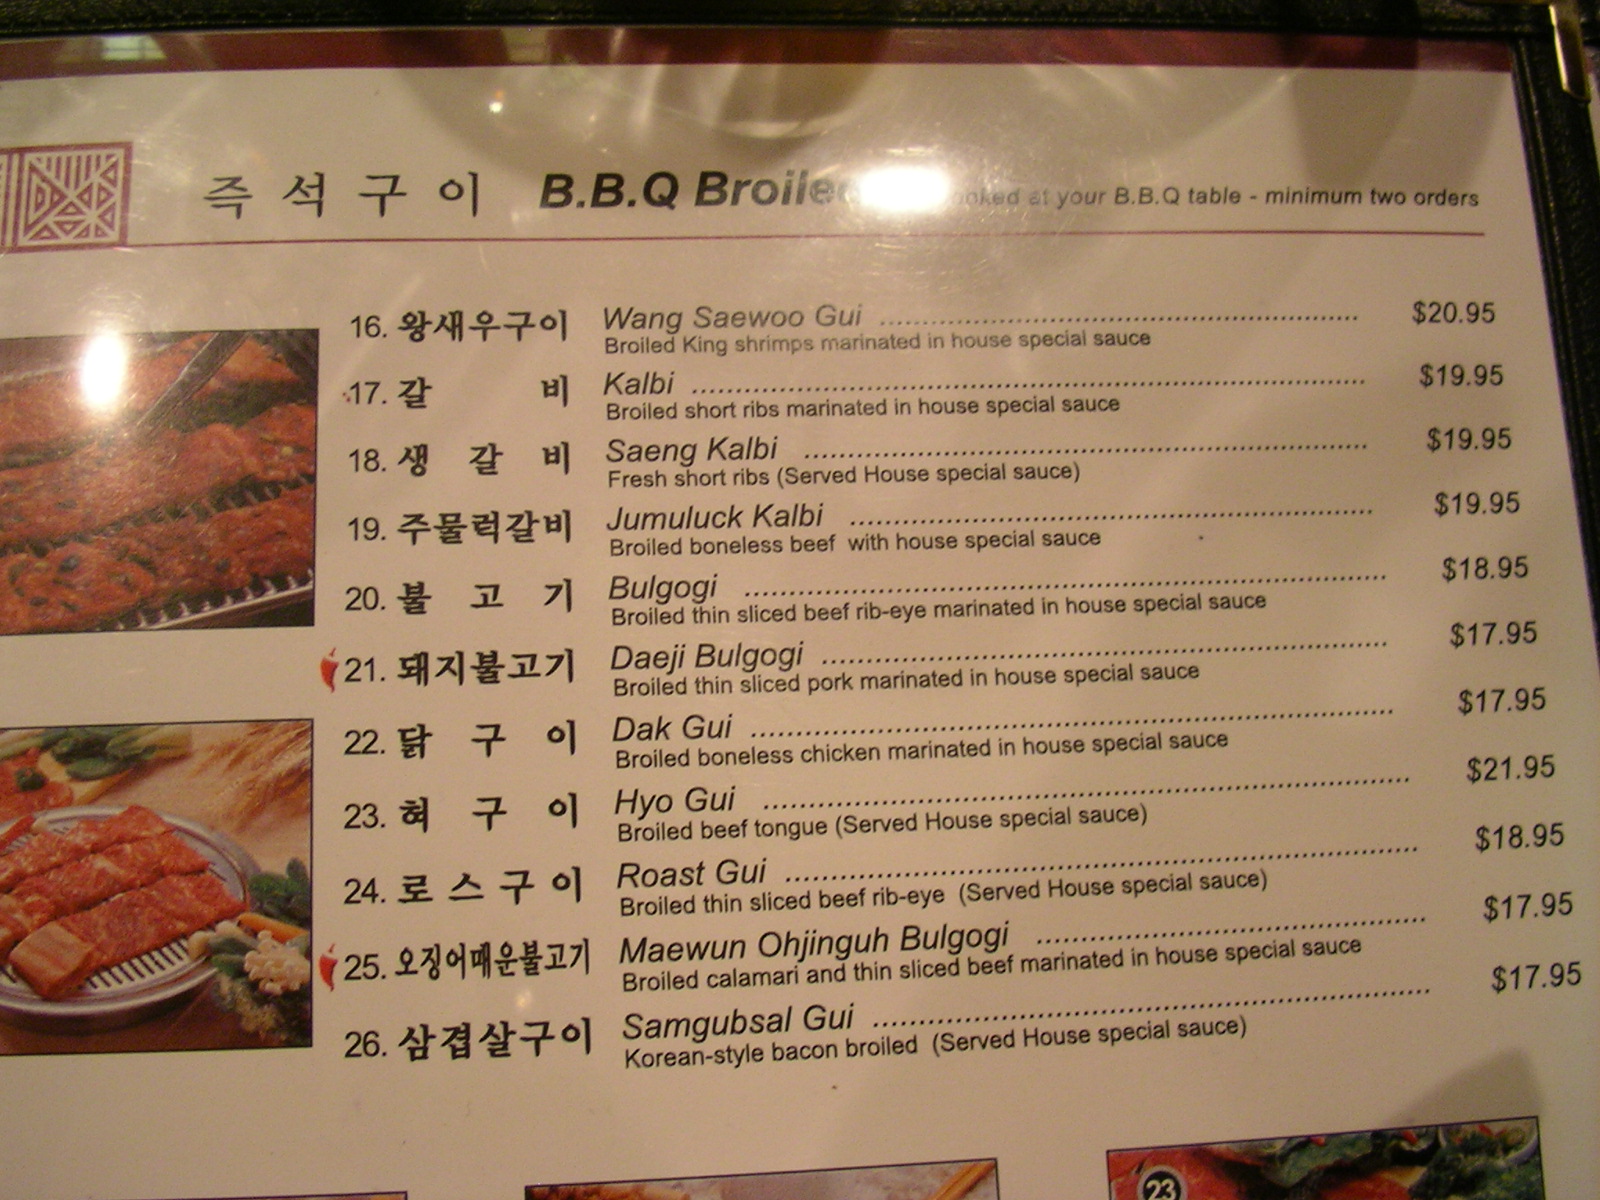 즉석구이 B.B.Q at your B.B.Q table - minimum two orders
16. 왕새우구이 Wang Saewoo Gui $20.95
Broiled King shrimps marinated in house special sauce
17. 갈비 Kalbi $19.95
Broiled short ribs marinated in house special sauce
18. 생갈비 Saeng Kalbi $19.95
Fresh short ribs (Served House special sauce)
19. 주물럭갈비 Jumuluck Kalbi $19.95
Broiled boneless beef with house special sauce
20. 불고기 Bulgogi $18.95
Broiled thin sliced beef rib-eye marinated in house special sauce
21. 돼지불고기 Daeji Bulgogi $17.95
Broiled thin sliced pork marinated in house special sauce
22. 닭구이 Dak Gui $17.95
Broiled boneless chicken marinated in house special sauce
23. 혀구이 Hyo Gui $21.95
Broiled beef tongue (Served House special sauce)
24. 로스구이 Roast Gui $18.95
Broiled thin sliced beef rib-eye (Served House special sauce)
25. 오징어매운불고기 Maewun Ohjinguh Bulgogi $17.95
Broiled calamari and thin sliced beef marinated in house special sauce
26. 삼겹살구이 Samgubsal Gui $17.95
Korean-style bacon broiled (Served House special sauce)
23